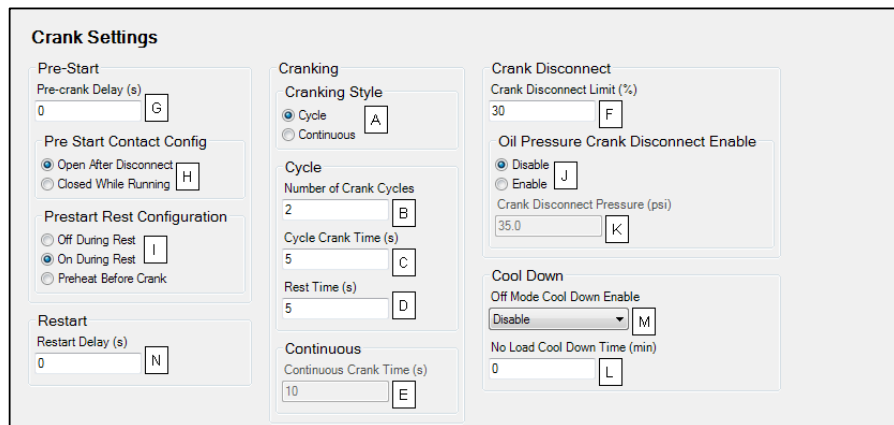 Crank Settings
Pre-Start
Pre-crank Delay (s)
0
G
Pre Start Contact Config
Open After Disconnect
Closed While Running
H
Prestart Rest Configuration
Off During Rest
On During Rest
Preheat Before Crank
I
Restart
Restart Delay (s)
0
N
Cranking
Cranking Style
Cycle
Continuous
A
Cycle
Number of Crank Cycles
2
B
Cycle Crank Time (s)
5
C
Rest Time (s)
5
D
Continuous
Continuous Crank Time (s)
10
E
Crank Disconnect
Crank Disconnect Limit (%)
30
F
Oil Pressure Crank Disconnect Enable
Disable
Enable
J
Crank Disconnect Pressure (psi)
35.0
K
Cool Down
Off Mode Cool Down Enable
Disable
M
No Load Cool Down Time (min)
0
L